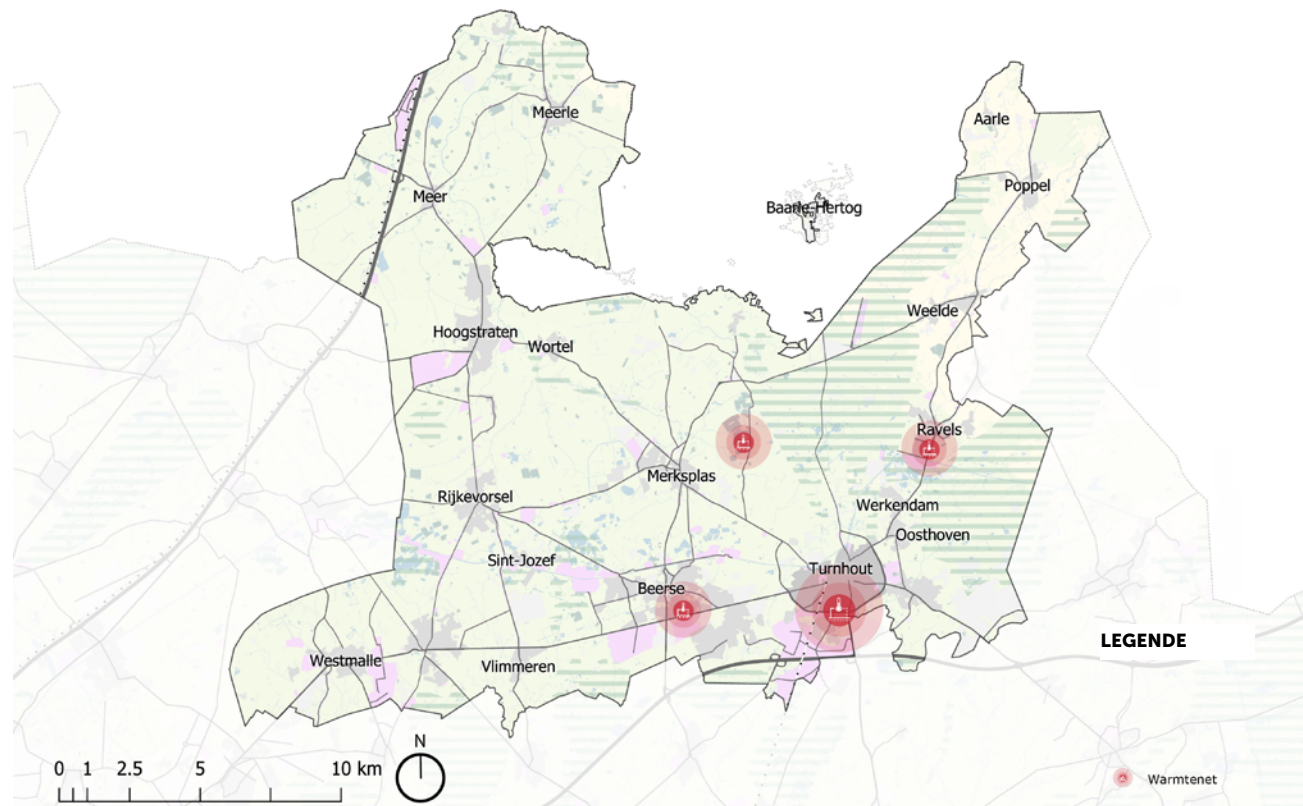 Meerle
Aarle
Poppel
Meer
Baarle-Hertog
Weelde
Hoogstraten
Wortel
Ravels
Merksplas
Rijkevorsel
Werkendam
Oosthoven
Sint-Jozef
Turnhout
Beerse
LEGENDE
Westmalle
Vlimmeren
N
0 1 2.5 5 10 km
Warmtenet